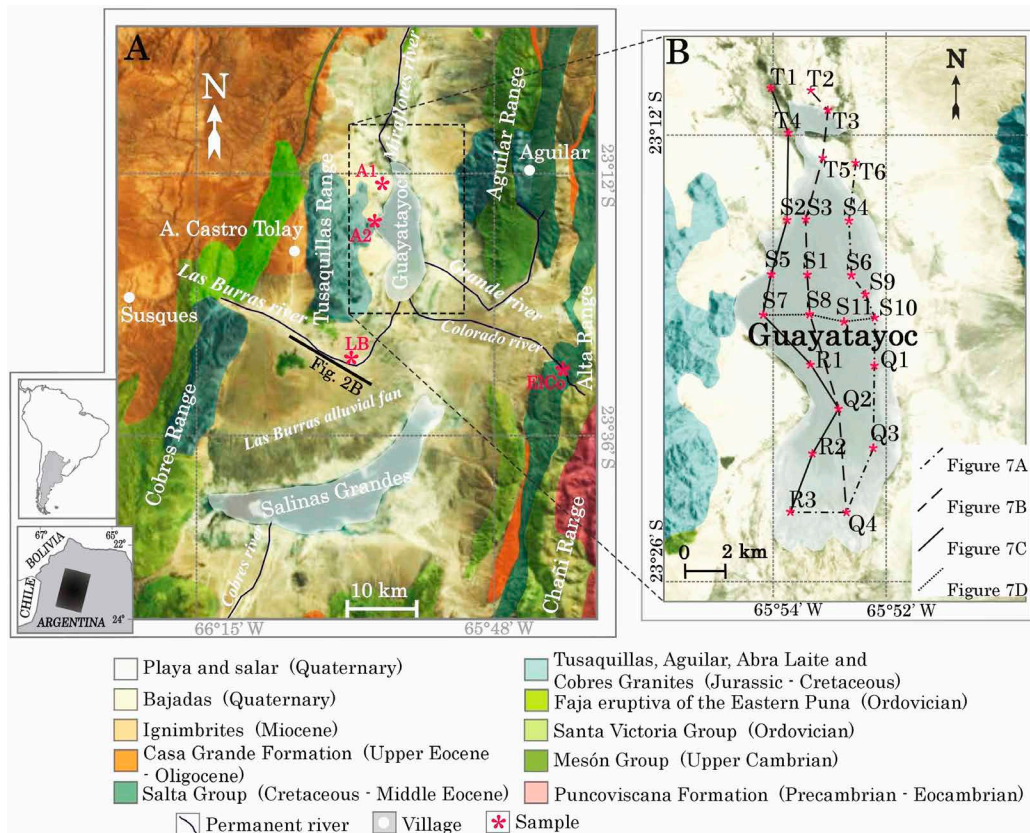 A
N
Miraflores river
Aguilar Range
Aguilar
A1
A2
Guayatayoc
Tusaquillas Range
A. Castro Tolay
Susques
Las Burras river
Grande river
Colorado river
LB
Fig. 2B
Alta Range
Las Burras alluvial fan
Cobres Range
Salinas Grandes
Cobres river
Chañi Range
10 km
23°12' S
23°36' S
66°15' W
65°48' W
67°
65°
22°
24°
BOLIVIA
CHILE
ARGENTINA
B
N
T1
T2
T3
T4
T5
T6
S2
S3
S4
S5
S1
S6
S9
S7
S8
S11
S10
Guayatayoc
R1
Q1
Q2
R2
Q3
R3
Q4
23°12' S
23°26' S
0 2 km
65°54' W
65°52' W
Figure 7A
Figure 7B
Figure 7C
Figure 7D
Playa and salar (Quaternary)
Bajadas (Quaternary)
Ignimbrites (Miocene)
Casa Grande Formation (Upper Eocene
- Oligocene)
Salta Group (Cretaceous - Middle Eocene)
Tusaquillas, Aguilar, Abra Laite and
Cobres Granites (Jurassic - Cretaceous)
Faja eruptiva of the Eastern Puna (Ordovician)
Santa Victoria Group (Ordovician)
Mesón Group (Upper Cambrian)
Puncoviscana Formation (Precambrian - Eocambrian)
Permanent river
Village
Sample